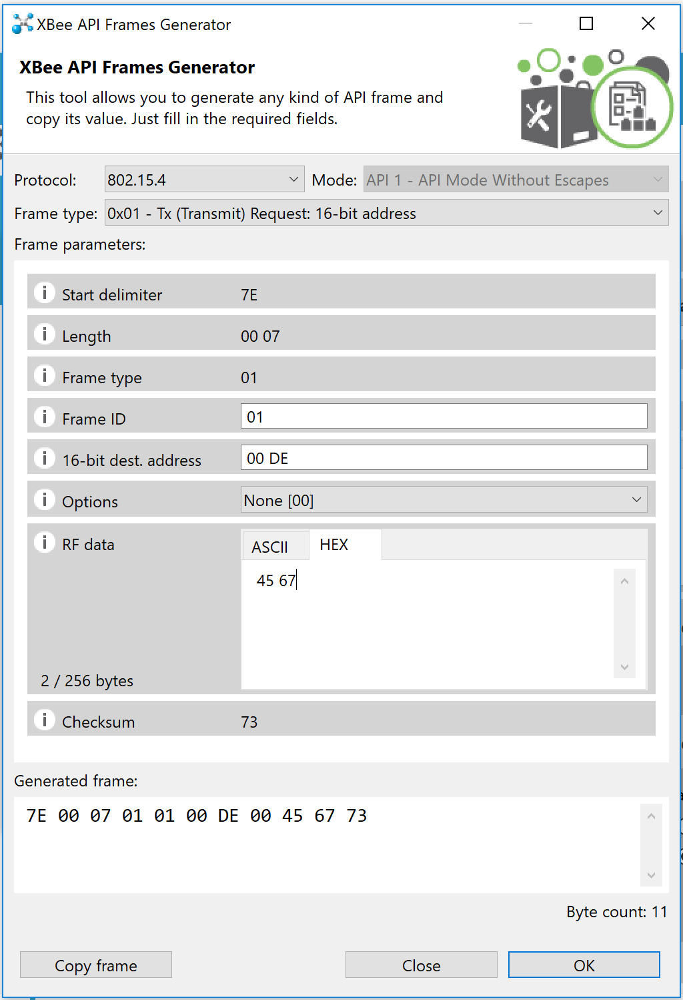 XBee API Frames Generator
XBee API Frames Generator
This tool allows you to generate any kind of API frame and
copy its value. Just fill in the required fields.
Protocol: 802.15.4 Mode: API 1 - API Mode Without Escapes
Frame type: 0x01 - Tx (Transmit) Request: 16-bit address
Frame parameters:
i Start delimiter 7E
i Length 00 07
i Frame type 01
i Frame ID 01
i 16-bit dest. address 00 DE
i Options None [00]
i RF data ASCII HEX
45 67
2 / 256 bytes
i Checksum 73
Generated frame:
7E 00 07 01 01 00 DE 00 45 67 73
Byte count: 11
Copy frame Close OK